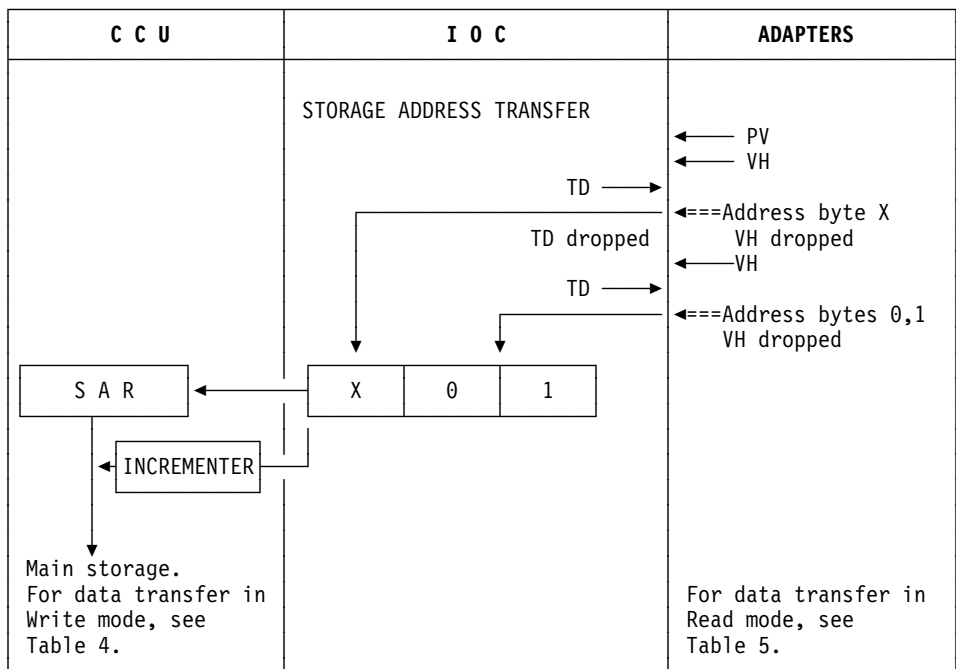 C C U
I O C
ADAPTERS
STORAGE ADDRESS TRANSFER
PV
VH
TD
===Address byte X
TD dropped
VH dropped
VH
TD
===Address bytes 0,1
VH dropped
S A R
X 0 1
INCREMENTER
Main storage.
For data transfer in
Write mode, see
Table 4.
For data transfer in
Read mode, see
Table 5.